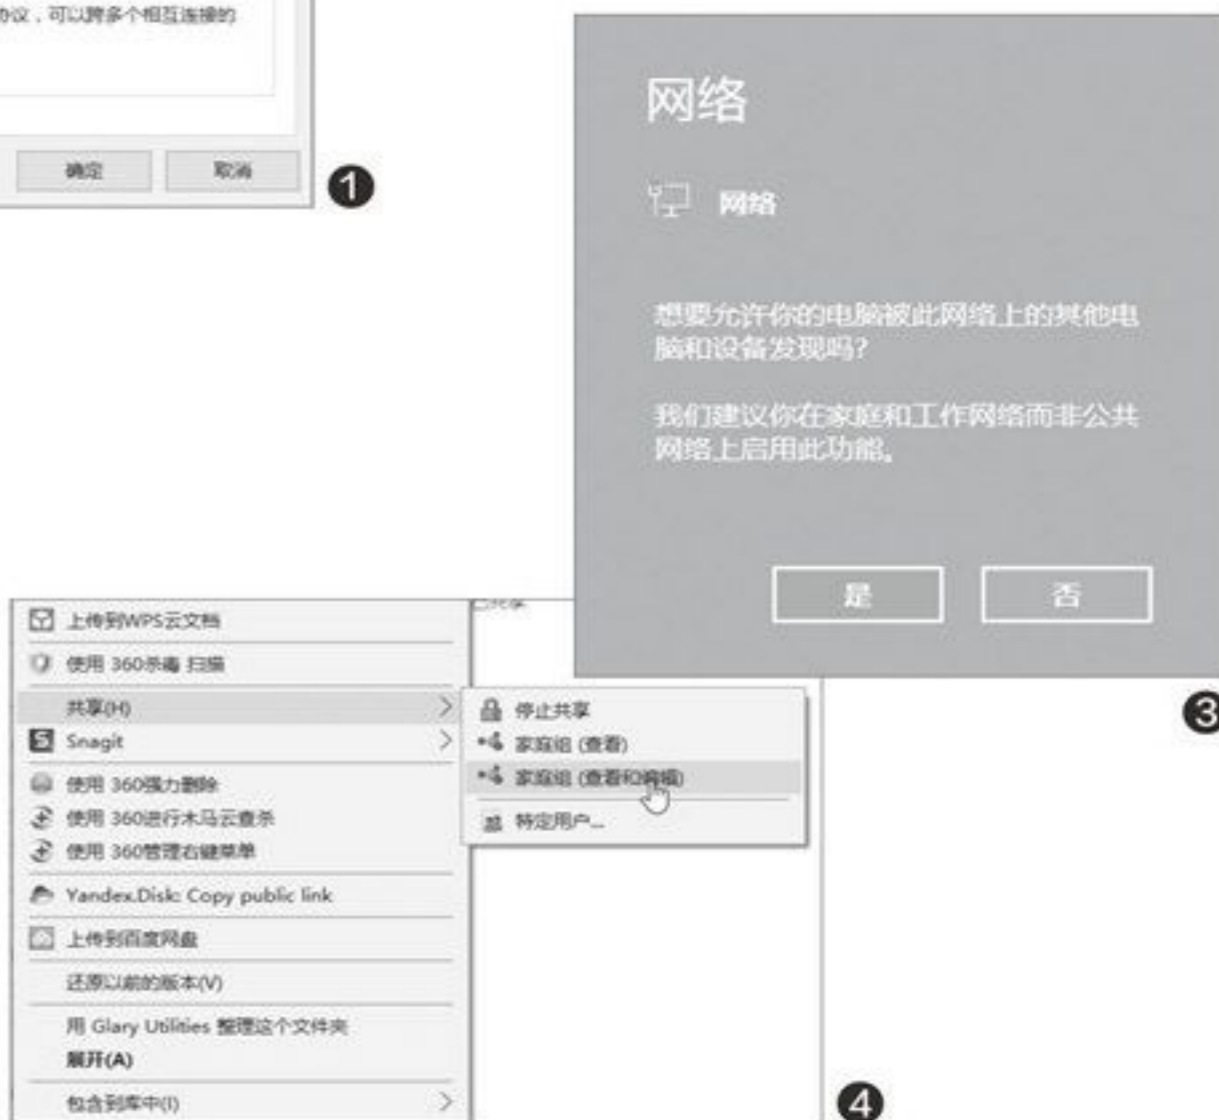 办议，可以跨多个相互连接的
确定
取消
1
网络
网络
想要允许你的电脑被此网络上的其他电
脑和设备发现吗?
我们建议你在家庭和工作网络而非公共
网络上启用此功能。
是
否
3
已共享
上传到WPS云文档
使用 360杀毒 扫描
共享(H)
Snagit
使用 360强力删除
使用 360进行木马云查杀
使用 360管理右键菜单
Yandex.Disk: Copy public link
上传到百度网盘
还原以前的版本(V)
用 Glary Utilities 整理这个文件夹
展开(A)
包含到库中(I)
停止共享
家庭组 (查看)
家庭组 (查看和编辑)
特定用户...
4